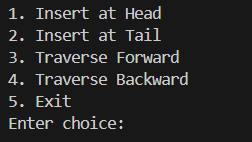 1. Insert at Head
2. Insert at Tail
3. Traverse Forward
4. Traverse Backward
5. Exit
Enter choice: